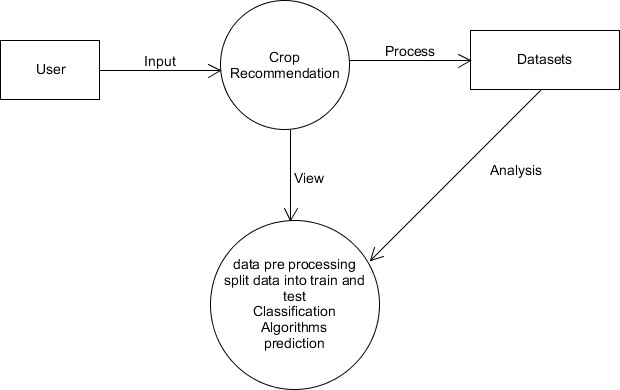 User
Input
Crop
Recommendation
Process
Datasets
View
Analysis
data pre processing
split data into train and
test
Classification
Algorithms
prediction